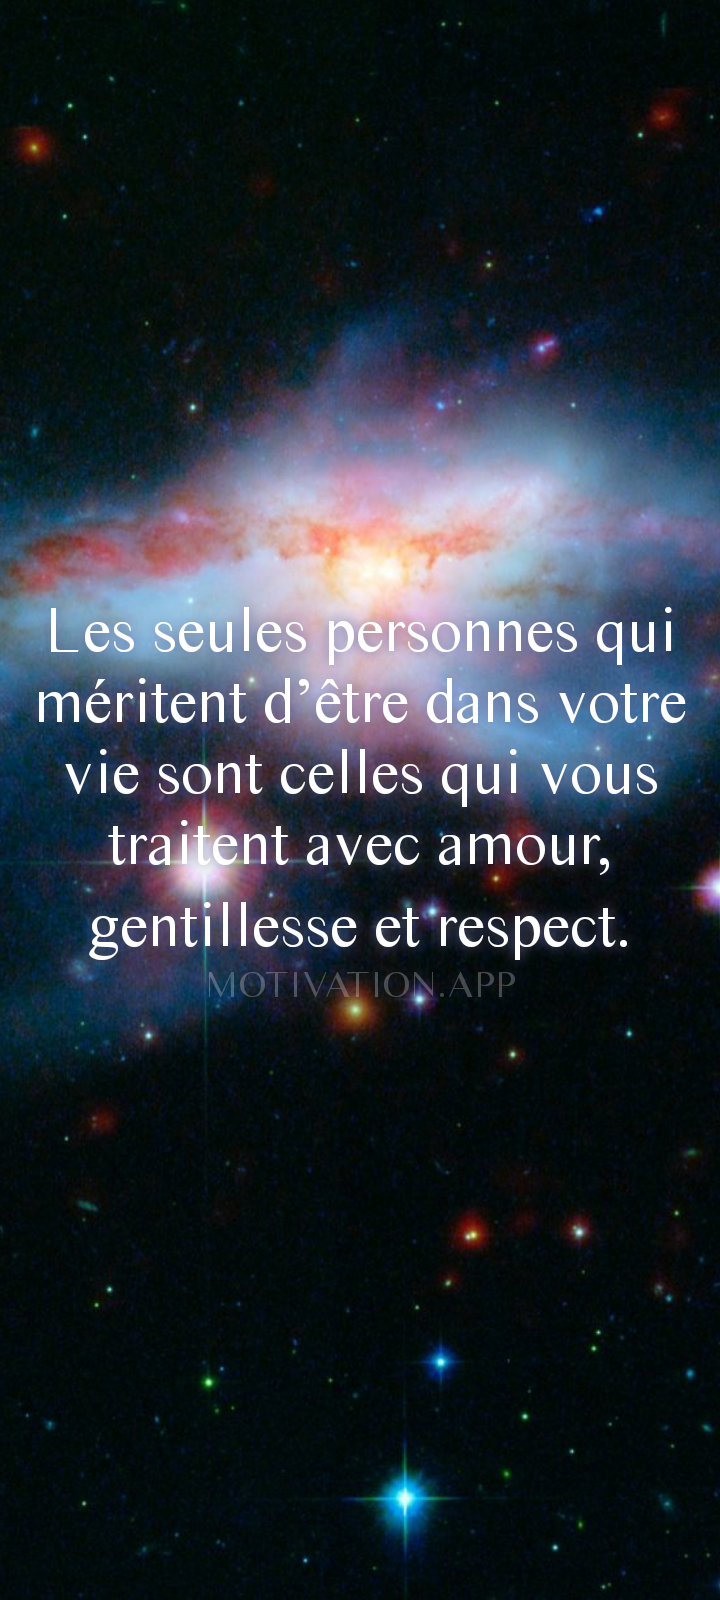 Les seules personnes qui
méritent d’être dans votre
vie sont celles qui vous
traitent avec amour,
gentillesse et respect.
MOTIVATION.APP